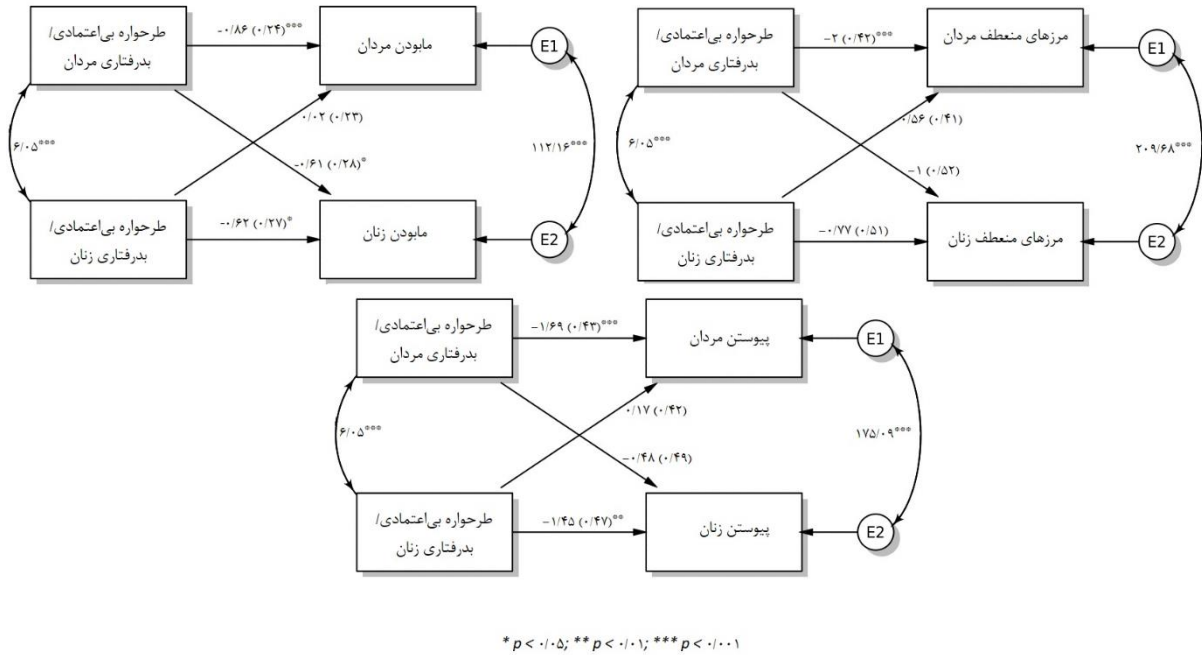 طرحواره بی‌اعتمادی/
بدرفتاری مردان
-۰/۸۶ (۰/۲۴)***
مابودن مردان
E1
۶/۰۵***
۰/۰۲ (۰/۲۳)
-۰/۶۱ (۰/۲۸)*
۱۱۲/۱۶***
طرحواره بی‌اعتمادی/
بدرفتاری زنان
-۰/۶۲ (۰/۲۷)*
مابودن زنان
E2
طرحواره بی‌اعتمادی/
بدرفتاری مردان
-۲ (۰/۴۲)***
مرزهای منعطف مردان
E1
۶/۰۵***
۰/۵۶ (۰/۴۱)
-۱ (۰/۵۲)
۲۰۹/۶۸***
طرحواره بی‌اعتمادی/
بدرفتاری زنان
-۰/۷۷ (۰/۵۱)
مرزهای منعطف زنان
E2
طرحواره بی‌اعتمادی/
بدرفتاری مردان
-۱/۶۹ (۰/۴۳)***
پیوستن مردان
E1
۶/۰۵***
۰/۱۷ (۰/۴۲)
-۰/۴۸ (۰/۴۹)
۱۷۵/۰۹***
طرحواره بی‌اعتمادی/
بدرفتاری زنان
-۱/۴۵ (۰/۴۷)**
پیوستن زنان
E2
* p < ۰/۰۵; ** p < ۰/۰۱; *** p < ۰/۰۰۱